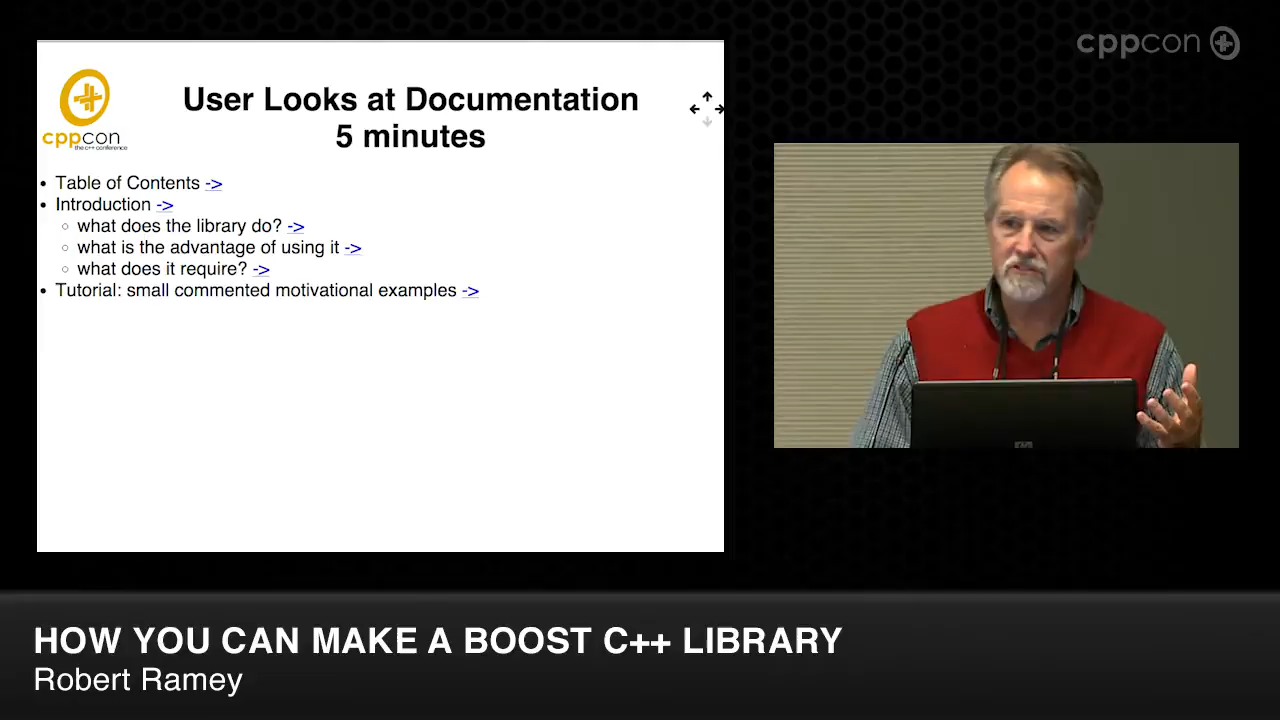 cppcon
cppcon
the c++ conference
User Looks at Documentation
5 minutes
• Table of Contents ->
• Introduction ->
○ what does the library do? ->
○ what is the advantage of using it ->
○ what does it require? ->
• Tutorial: small commented motivational examples ->
HOW YOU CAN MAKE A BOOST C++ LIBRARY
Robert Ramey